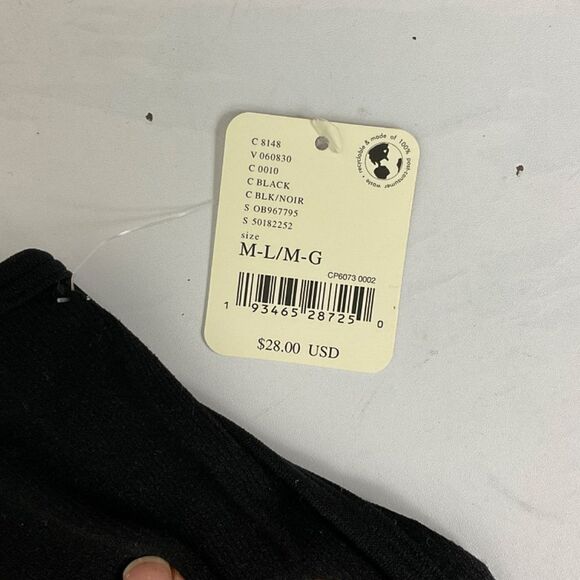 C 8148
V 060830
C 0010
C BLACK
C BLK/NOIR
S OB967795
S 50182252
size
M-L/M-G
CP6073 0002
1 93465 28725 0
$28.00 USD
recyclable & made of 100% post-consumer waste •